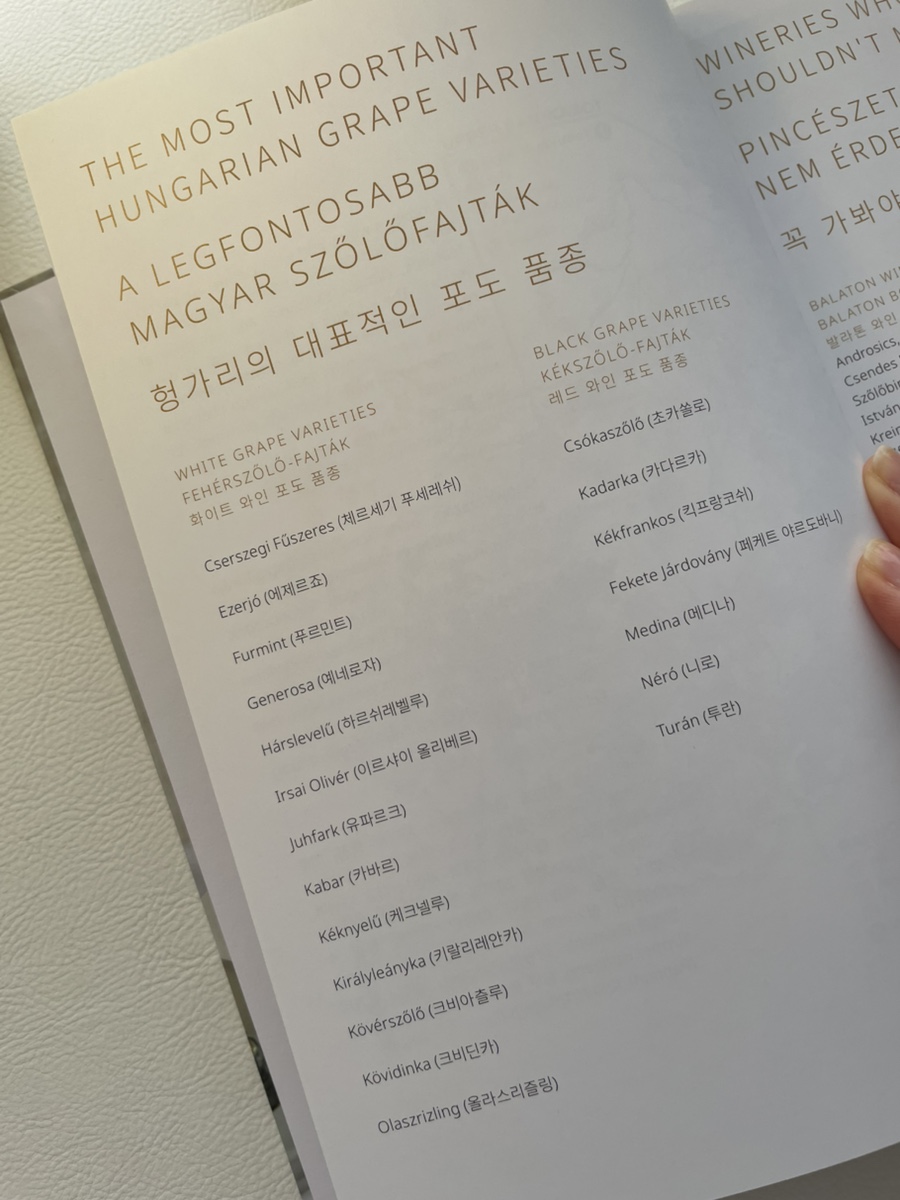 THE MOST IMPORTANT
HUNGARIAN GRAPE VARIETIES
A LEGFONTOSABB
MAGYAR SZŐLŐFAJTÁK
헝가리의 대표적인 포도 품종
WHITE GRAPE VARIETIES
FEHÉRSZŐLŐ-FAJTÁK
화이트 와인 포도 품종
Cserszegi Fűszeres (체르세기 푸세레쉬)
Ezerjó (에제르죠)
Furmint (푸르민트)
Generosa (예네로자)
Hárslevelű (하르쉬레벨루)
Irsai Olivér (이르샤이 올리베르)
Juhfark (유파르크)
Kabar (카바르)
Kéknyelű (케크넬루)
Királyleányka (키랄리레안카)
Kövérszőlő (크비아츨루)
Kövidinka (크비딘카)
Olaszrizling (올라스리즐링)
BLACK GRAPE VARIETIES
KÉKSZŐLŐ-FAJTÁK
레드 와인 포도 품종
Csókaszőlő (초카쏠로)
Kadarka (카다르카)
Kékfrankos (킥프랑코쉬)
Fekete Járdovány (페케트 야르도바니)
Medina (메디나)
Néró (니로)
Turán (투란)
WINERIES
SHOULDN'T
PINCÉSZET
NEM
꼭 가봐야
BALATON
BALATON
발라톤 와인
Androsics,
Csendes
István